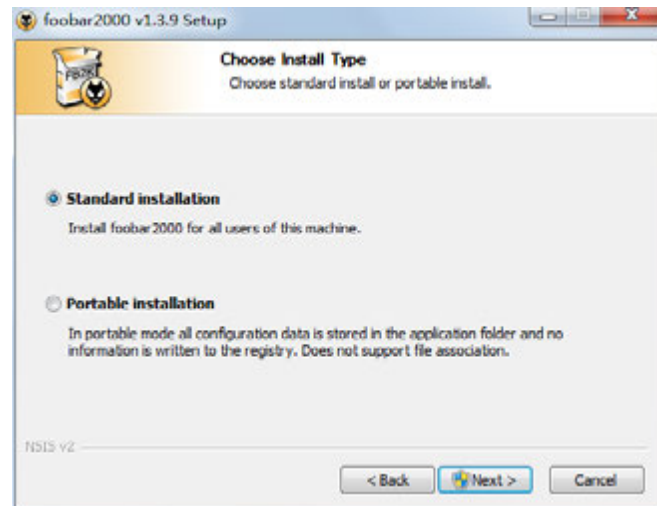 foobar2000 v1.3.9 Setup
Choose Install Type
Choose standard install or portable install.
FB2K
Standard installation
Install foobar2000 for all users of this machine.
Portable installation
In portable mode all configuration data is stored in the application folder and no
information is written to the registry. Does not support file association.
NSIS v2
< Back
Next >
Cancel